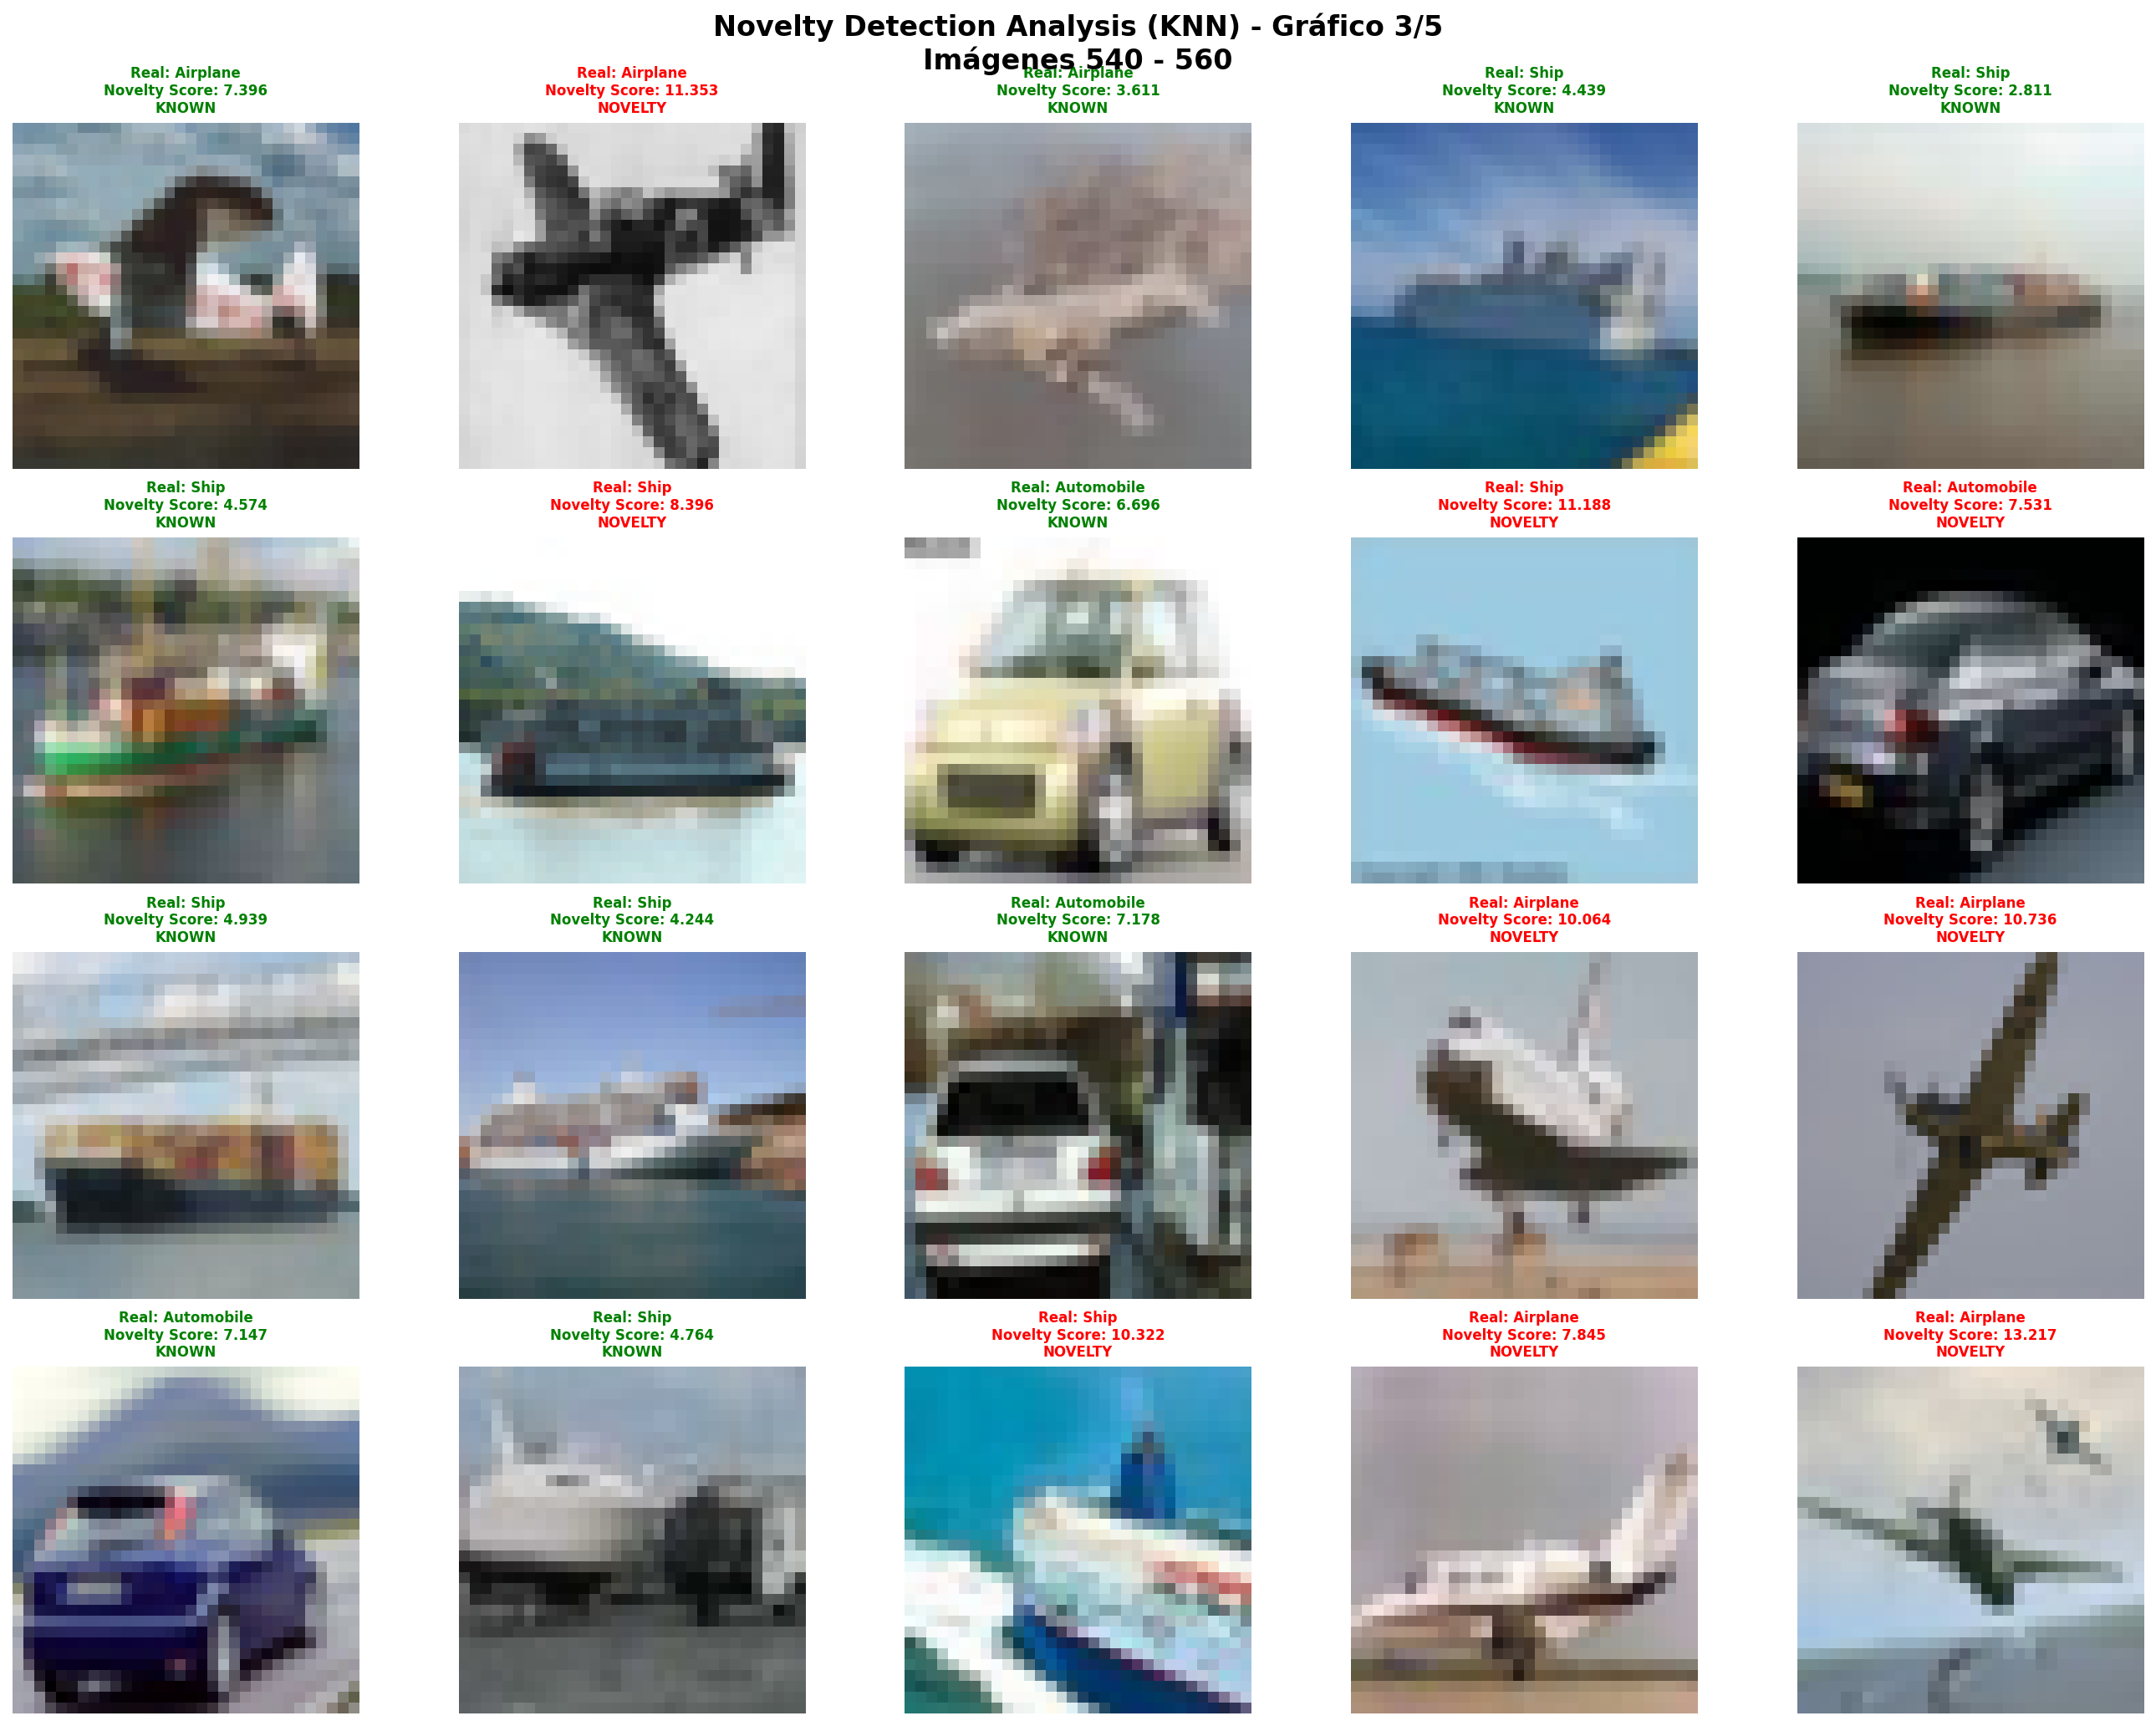 Novelty Detection Analysis (KNN) - Gráfico 3/5
Imágenes 540 - 560
Real: Airplane
Novelty Score: 7.396
KNOWN
Real: Airplane
Novelty Score: 11.353
NOVELTY
Real: Airplane
Novelty Score: 3.611
KNOWN
Real: Ship
Novelty Score: 4.439
KNOWN
Real: Ship
Novelty Score: 2.811
KNOWN
Real: Ship
Novelty Score: 4.574
KNOWN
Real: Ship
Novelty Score: 8.396
NOVELTY
Real: Automobile
Novelty Score: 6.696
KNOWN
Real: Ship
Novelty Score: 11.188
NOVELTY
Real: Automobile
Novelty Score: 7.531
NOVELTY
Real: Ship
Novelty Score: 4.939
KNOWN
Real: Ship
Novelty Score: 4.244
KNOWN
Real: Automobile
Novelty Score: 7.178
KNOWN
Real: Airplane
Novelty Score: 10.064
NOVELTY
Real: Airplane
Novelty Score: 10.736
NOVELTY
Real: Automobile
Novelty Score: 7.147
KNOWN
Real: Ship
Novelty Score: 4.764
KNOWN
Real: Ship
Novelty Score: 10.322
NOVELTY
Real: Airplane
Novelty Score: 7.845
NOVELTY
Real: Airplane
Novelty Score: 13.217
NOVELTY